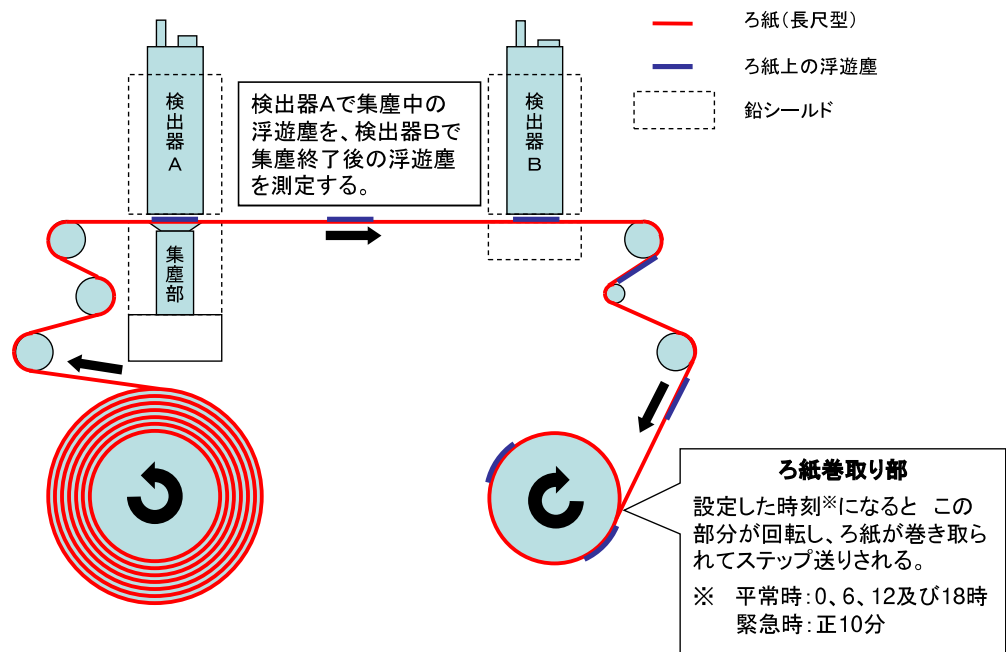 ろ紙(長尺型)
ろ紙上の浮遊塵
鉛シールド
検出器A
検出器Aで集塵中の
浮遊塵を、検出器Bで
集塵終了後の浮遊塵
を測定する。
検出器B
集塵部
ろ紙巻取り部
設定した時刻※になると この
部分が回転し、ろ紙が巻き取ら
れてステップ送りされる。
※ 平常時:0、6、12及び18時
緊急時:正10分